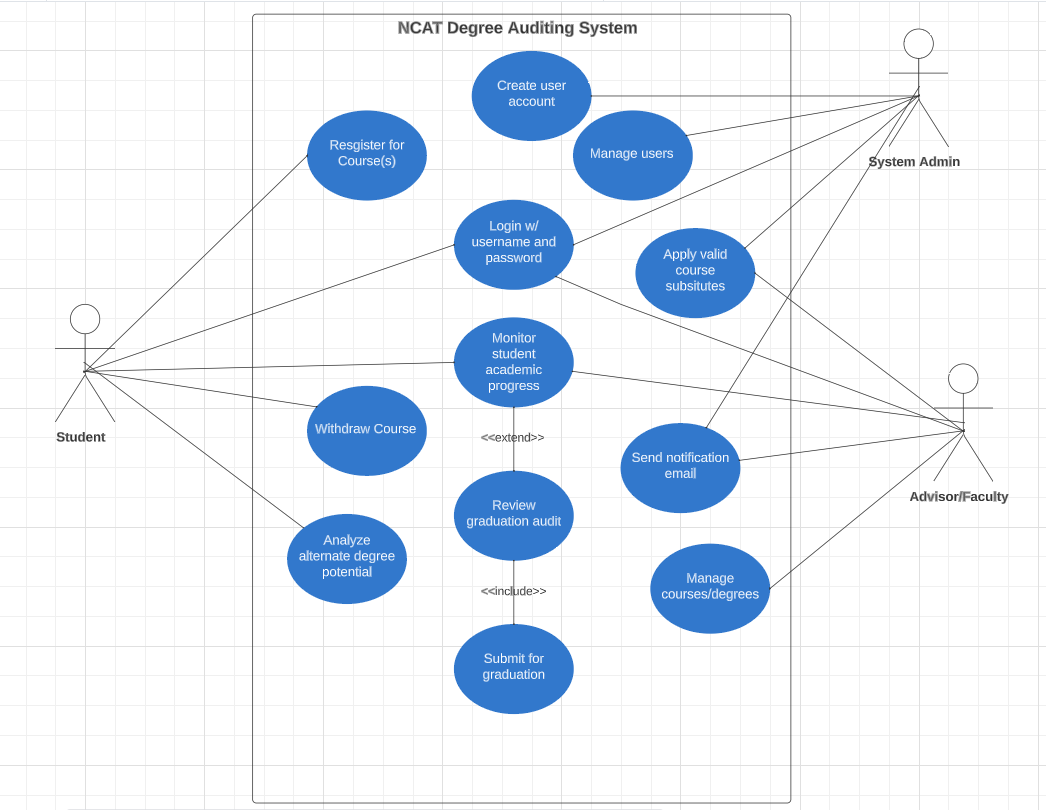 NCAT Degree Auditing System
Create user
account
Manage users
Resgister for
Course(s)
System Admin
Login w/
username and
password
Apply valid
course
subsitutes
Monitor
student
academic
progress
Student
Withdraw Course
<<extend>>
Send notification
email
Advisor/Faculty
Review
graduation audit
Analyze
alternate degree
potential
Manage
courses/degrees
<<include>>
Submit for
graduation